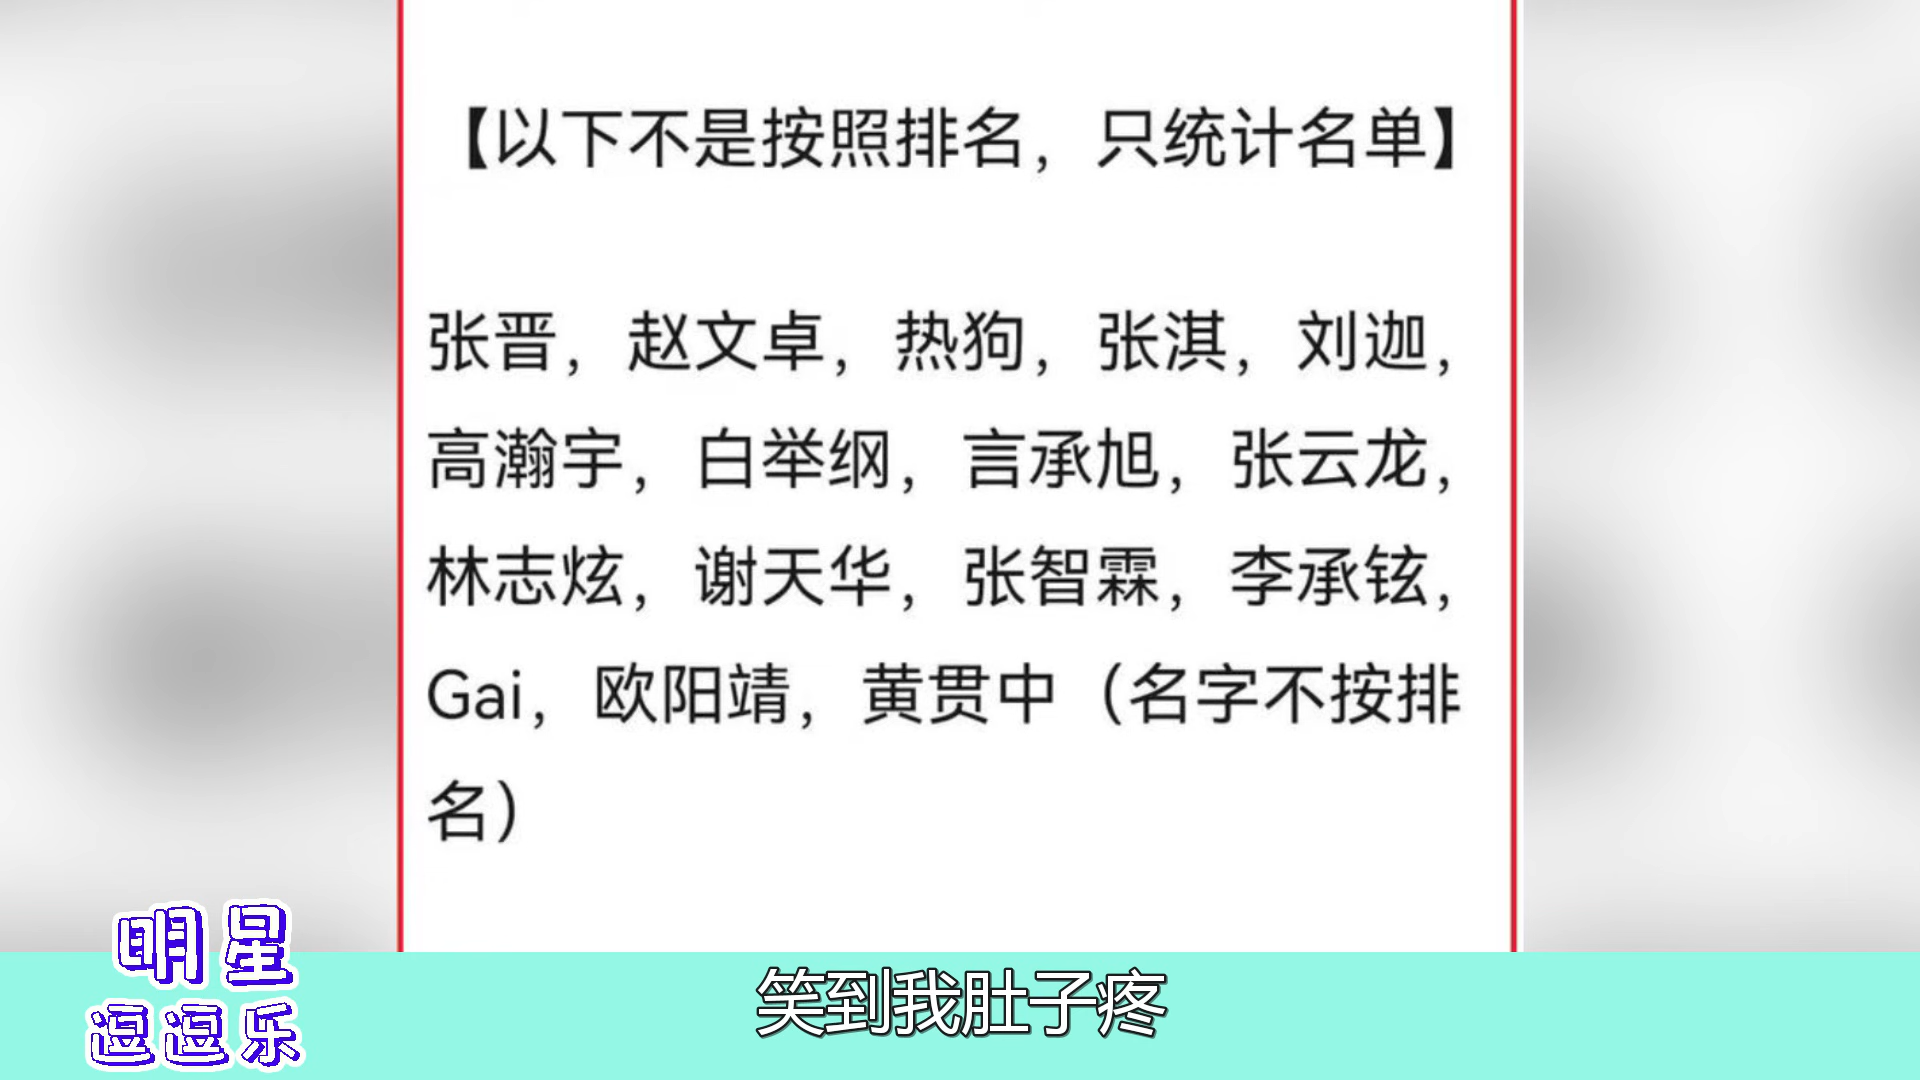 【以下不是按照排名，只统计名单】
张晋，赵文卓，热狗，张淇，刘迦，
高瀚宇，白举纲，言承旭，张云龙，
林志炫，谢天华，张智霖，李承铉，
Gai，欧阳靖，黄贯中（名字不按排
名）
明星
逗逗乐
笑到我肚子疼